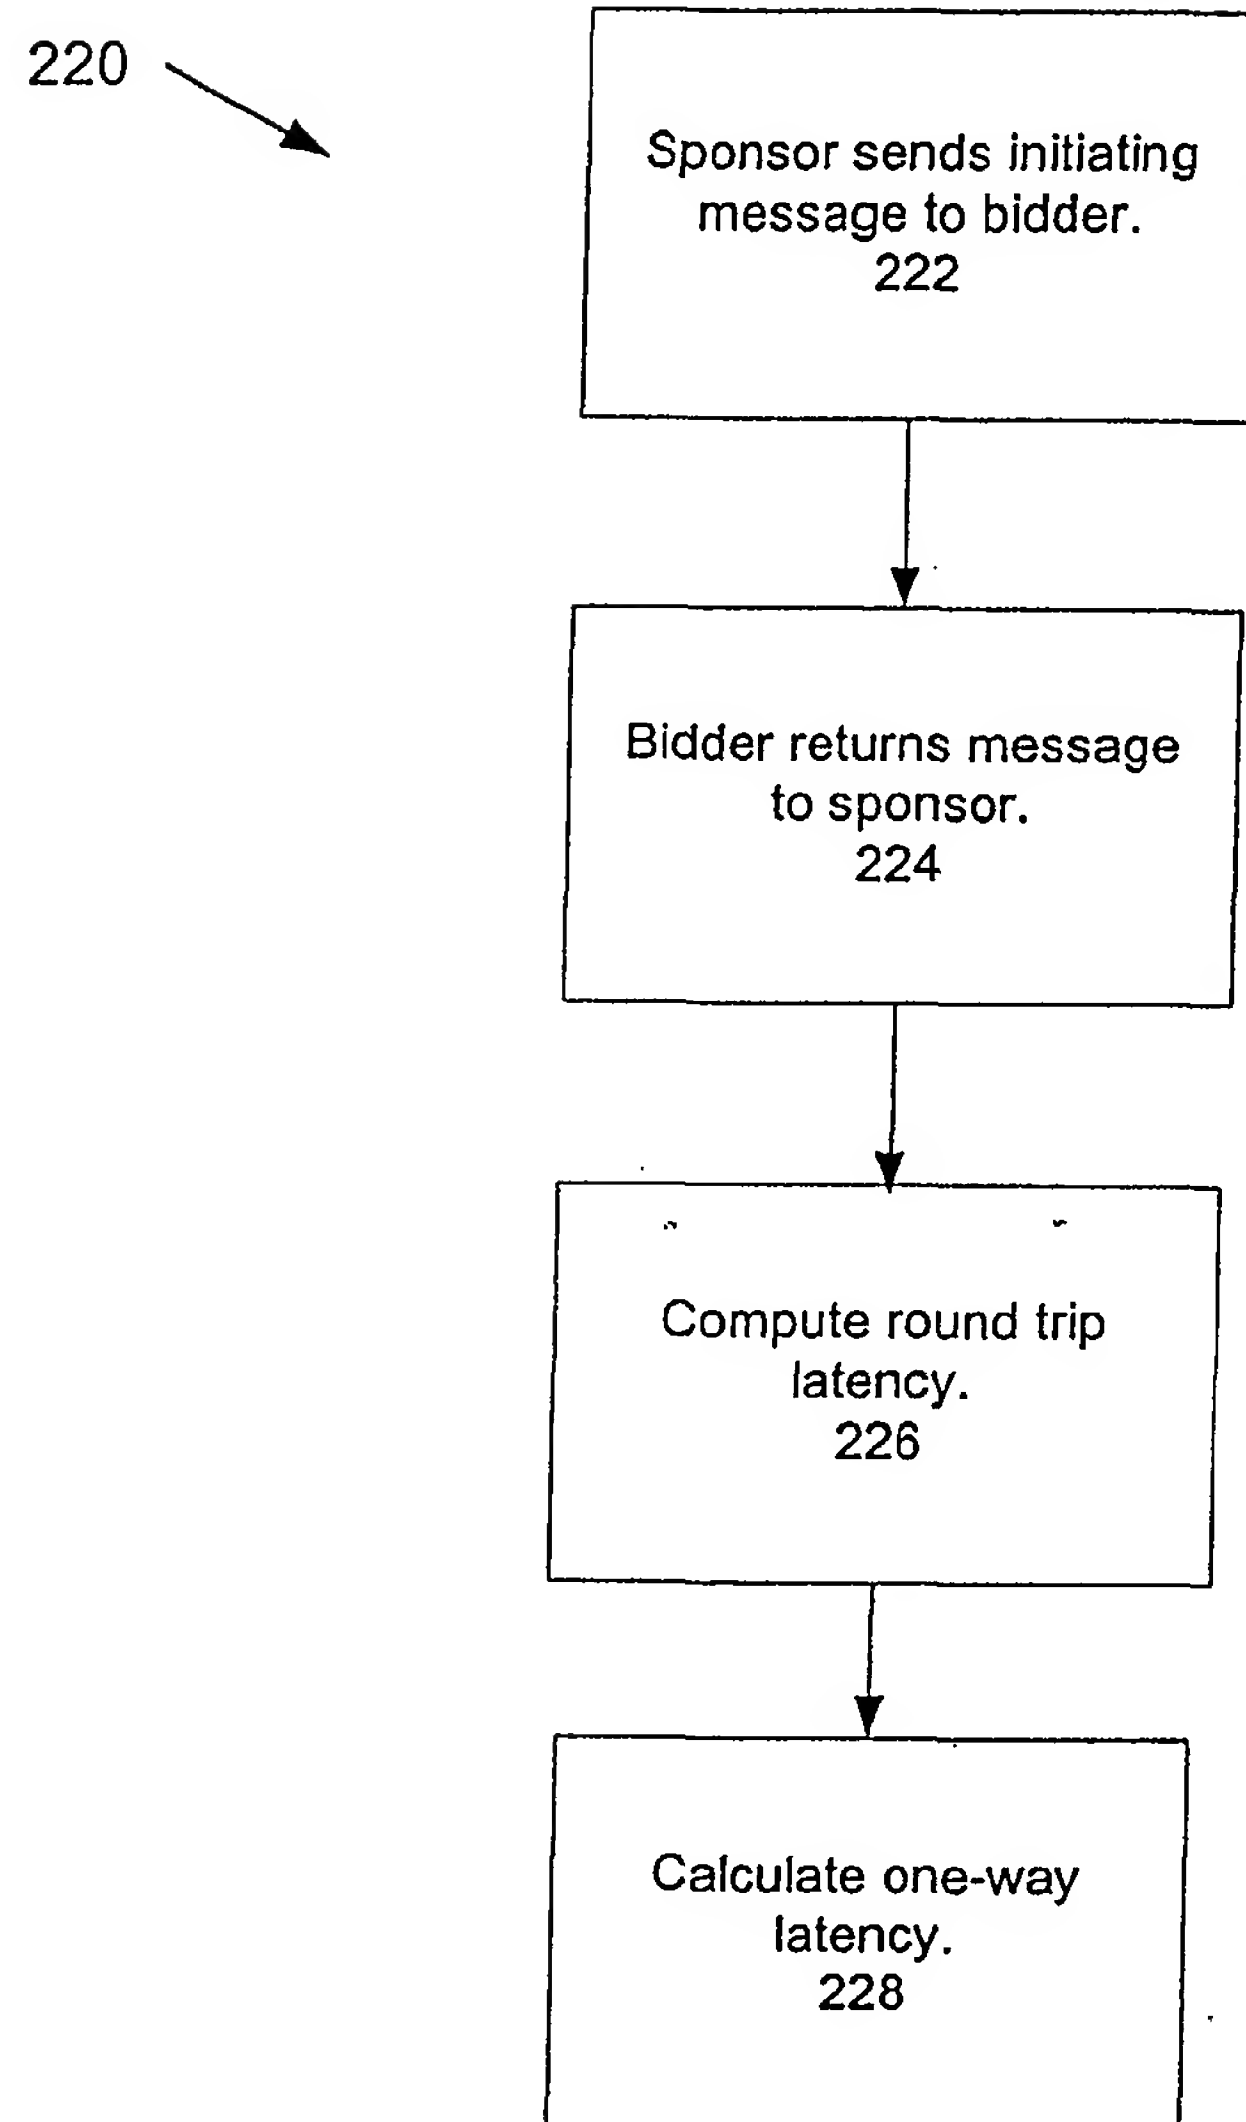 220
Sponsor sends initiating
message to bidder.
222
Bidder returns message
to sponsor.
224
Compute round trip
latency.
226
Calculate one-way
latency.
228